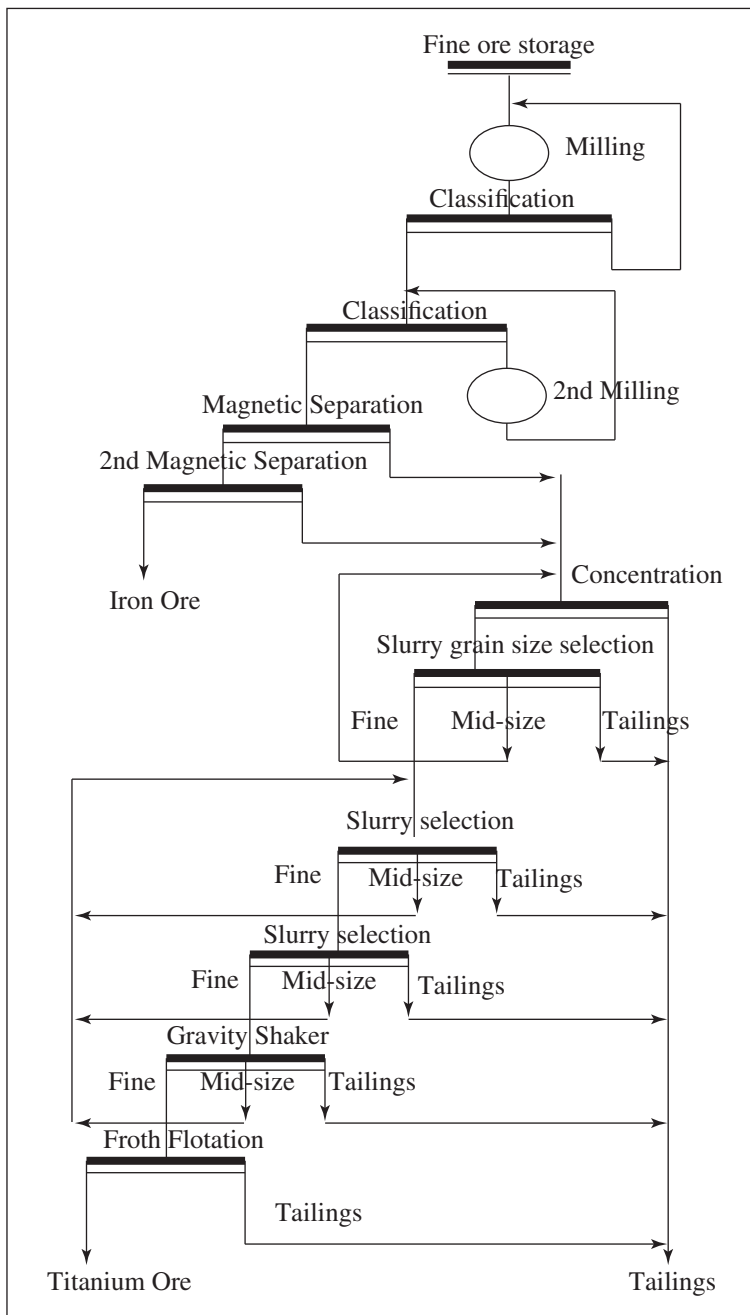 Fine ore storage
Milling
Classification
Classification
2nd Milling
Magnetic Separation
2nd Magnetic Separation
Iron Ore
Concentration
Slurry grain size selection
Fine Mid-size Tailings
Slurry selection
Fine Mid-size Tailings
Slurry selection
Fine Mid-size Tailings
Gravity Shaker
Fine Mid-size Tailings
Froth Flotation
Tailings
Titanium Ore Tailings